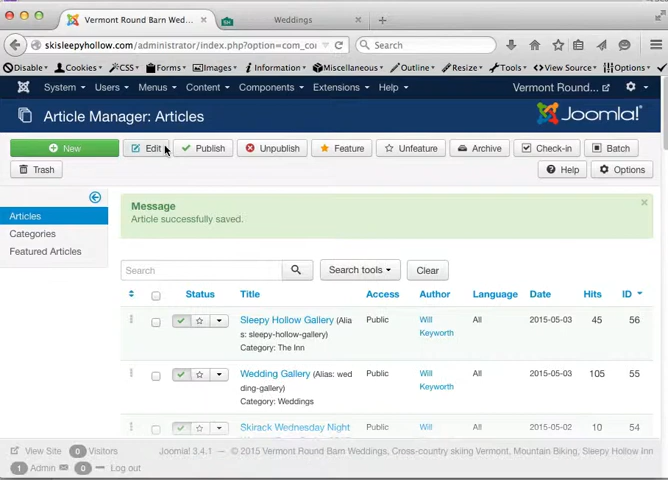 Vermont Round Barn Wed...
Weddings
skisleepyhollow.com/administrator/index.php?option=com_co
Search
Disable Cookies CSS Forms Images Information Miscellaneous Outline Resize Tools View Source Options
System Users Menus Content Components Extensions Help Vermont Round...
Article Manager: Articles
Joomla!
New Edit Publish Unpublish Feature Unfeature Archive Check-in Batch
Trash Help Options
Articles
Categories
Featured Articles
Message
Article successfully saved.
Search Search tools Clear
Status Title Access Author Language Date Hits ID
Sleepy Hollow Gallery (Alia
s: sleepy-hollow-gallery)
Category: The Inn
Public
Will
Keyworth
All
2015-05-03
45
56
Wedding Gallery (Alias: wed
ding-gallery)
Category: Weddings
Public
Will
Keyworth
All
2015-05-03
105
55
Skirack Wednesday Night
Public
Will
All
2015-05-02
10
54
View Site 0 Visitors Joomla! 3.4.1 — © 2015 Vermont Round Barn Weddings, Cross-country skiing Vermont, Mountain Biking, Sleepy Hollow Inn
1 Admin 0 Log out